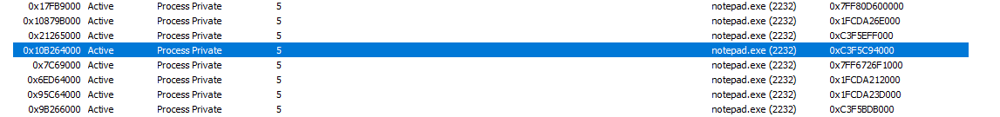 0x17FB9000 Active Process Private 5 notepad.exe (2232) 0x7FF80D600000
0x10879B000 Active Process Private 5 notepad.exe (2232) 0x1FCDA26E000
0x21265000 Active Process Private 5 notepad.exe (2232) 0xC3F5EFF000
0x10B264000 Active Process Private 5 notepad.exe (2232) 0xC3F5C94000
0x7C69000 Active Process Private 5 notepad.exe (2232) 0x7FF6726F1000
0x6ED64000 Active Process Private 5 notepad.exe (2232) 0x1FCDA212000
0x95C64000 Active Process Private 5 notepad.exe (2232) 0x1FCDA23D000
0x9B266000 Active Process Private 5 notepad.exe (2232) 0xC3F5BDB000